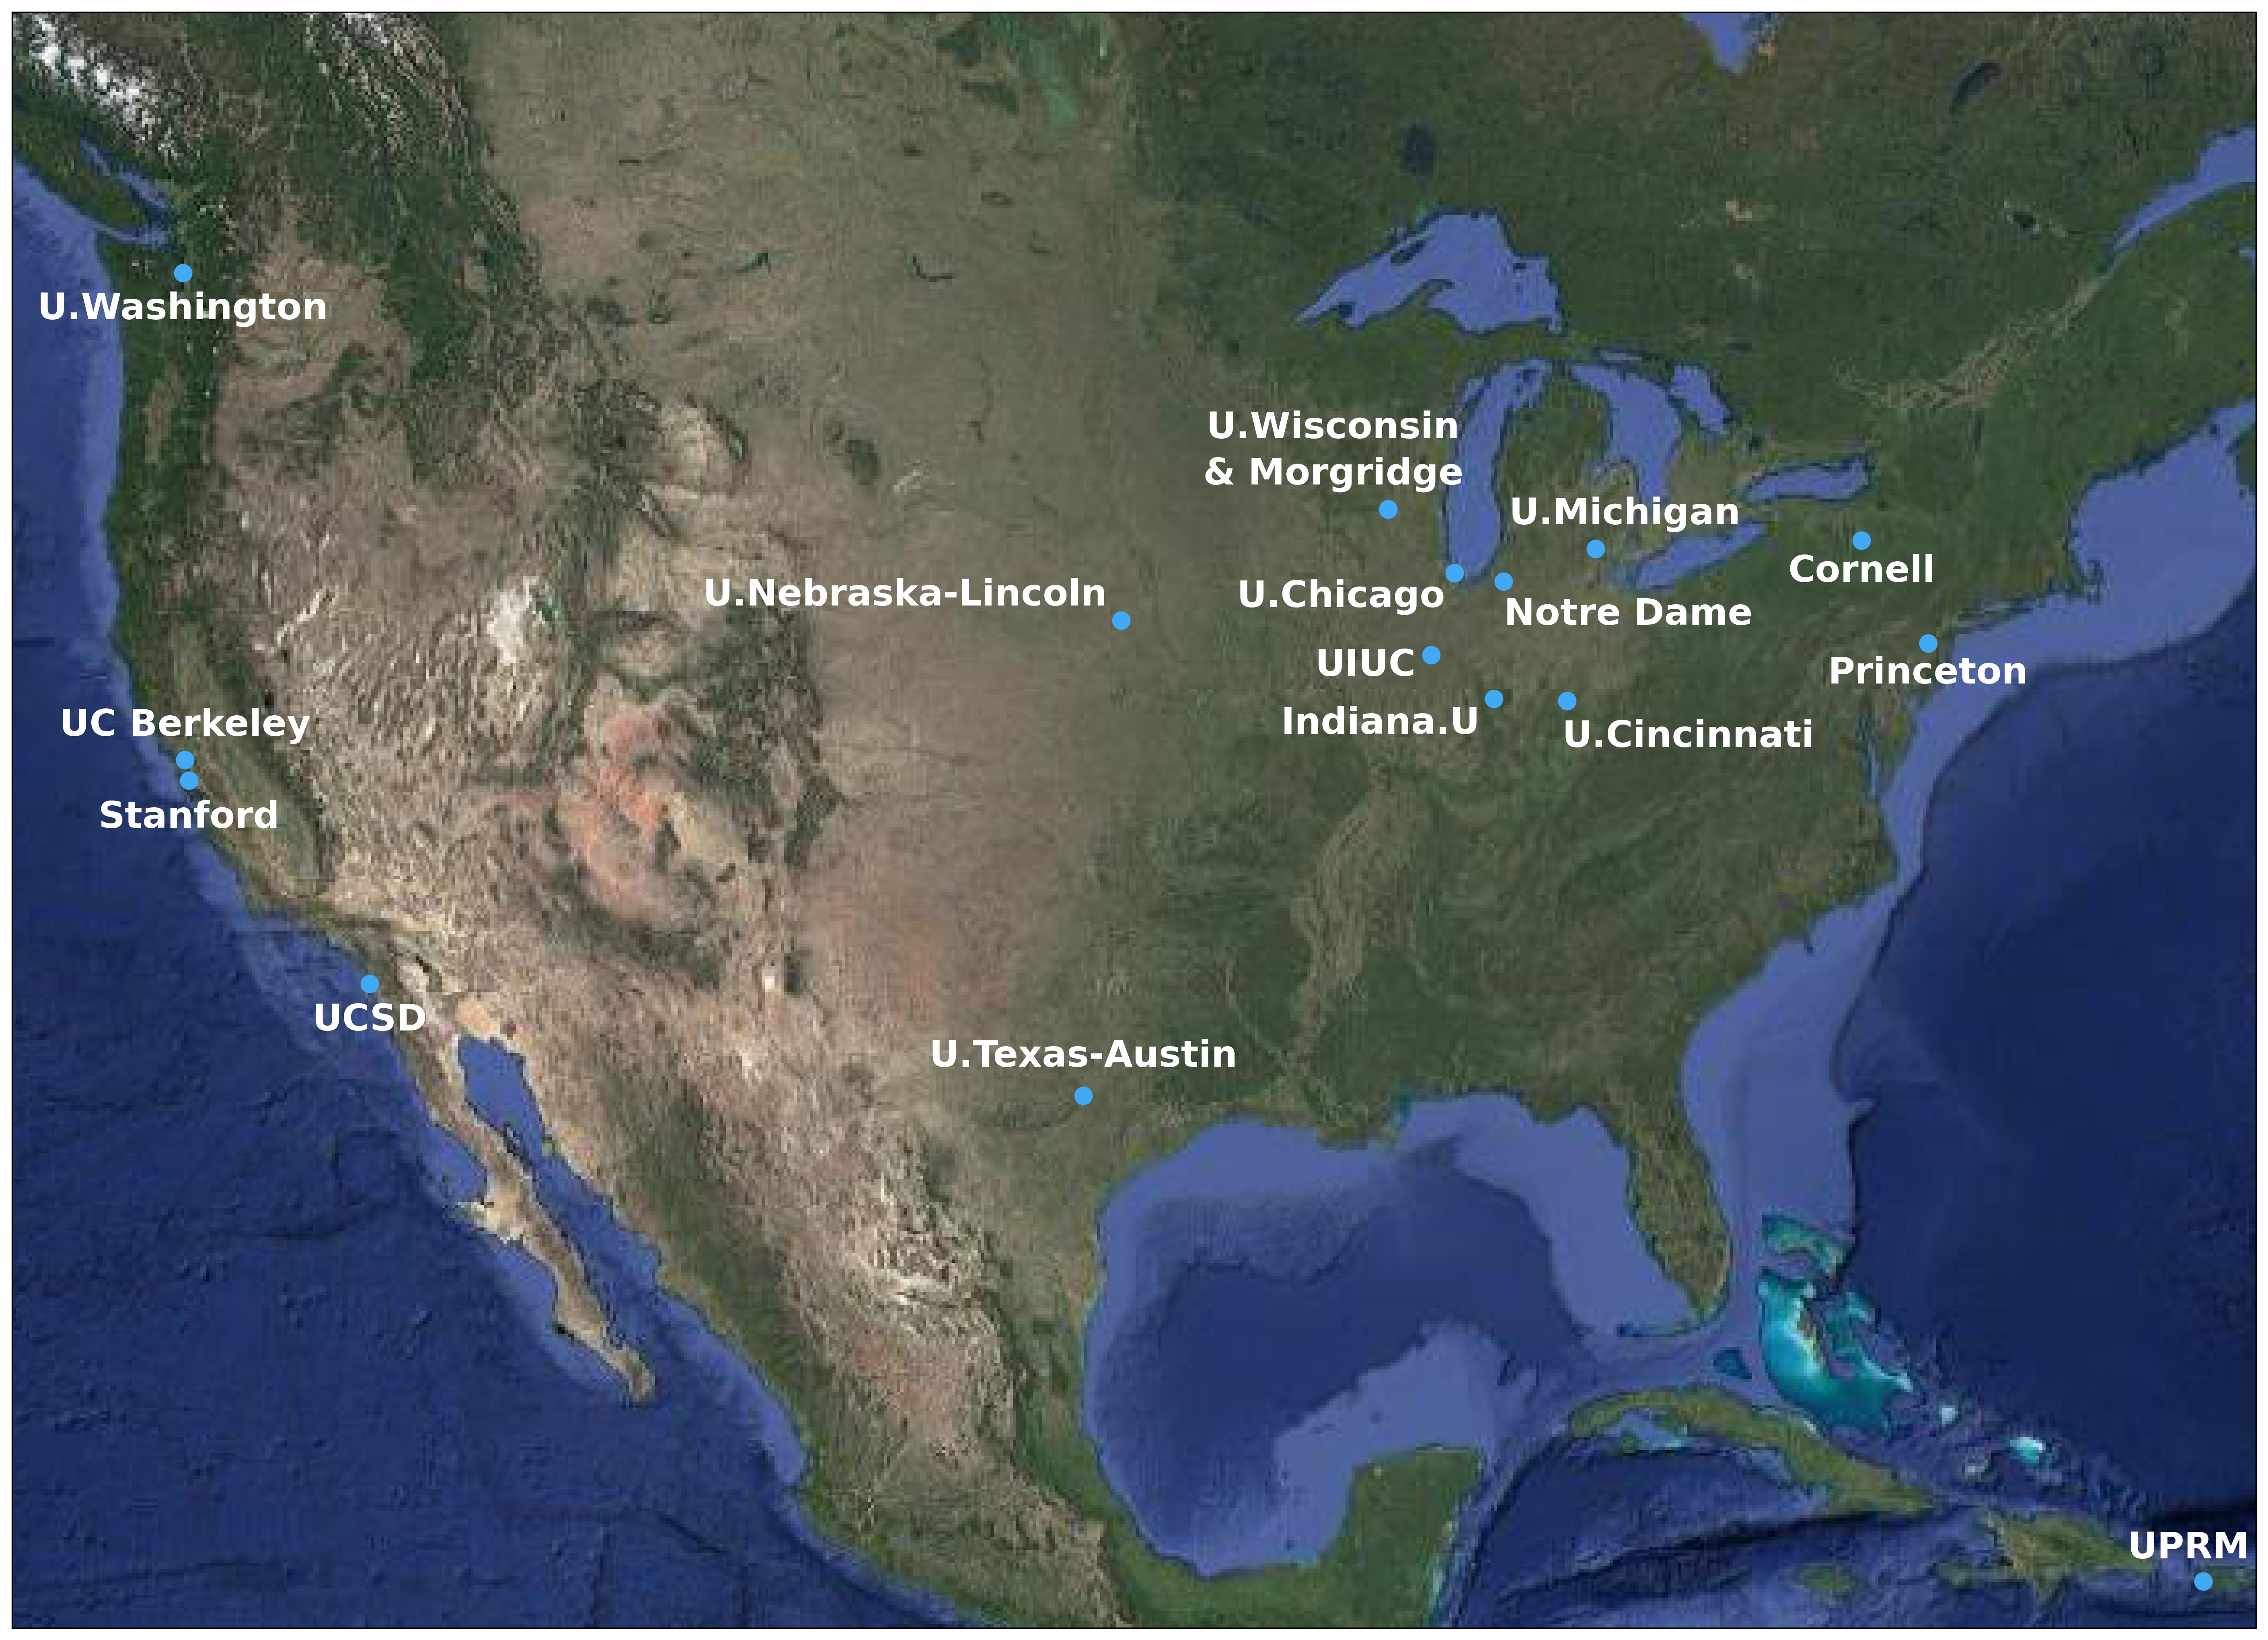 U.Washington
U.Wisconsin
& Morgridge
U.Michigan
Cornell
U.Nebraska-Lincoln
U.Chicago
Notre Dame
UIUC
Princeton
Indiana.U
U.Cincinnati
UC Berkeley
Stanford
UCSD
U.Texas-Austin
UPRM